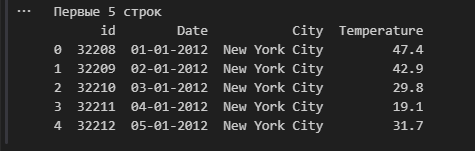 ... Первые 5 строк
id Date City Temperature
0 32208 01-01-2012 New York City 47.4
1 32209 02-01-2012 New York City 42.9
2 32210 03-01-2012 New York City 29.8
3 32211 04-01-2012 New York City 19.1
4 32212 05-01-2012 New York City 31.7